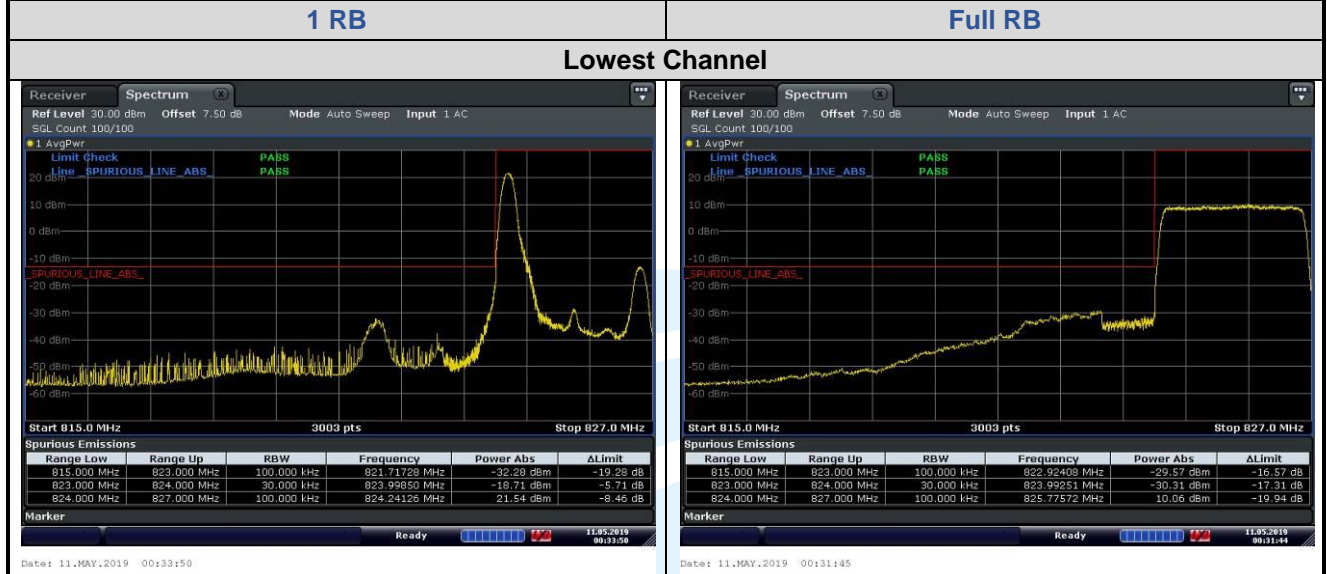 1 RB
Full RB
Lowest Channel
Receiver Spectrum X
Ref Level 30.00 dBm Offset 7.50 dB Mode Auto Sweep Input 1 AC
SGL Count 100/100
1 AvgPwr
Limit Check PASS
20 dBm Line _SPURIOUS_LINE_ABS_ PASS
10 dBm
0 dBm
-10 dBm
_SPURIOUS_LINE_ABS_
-20 dBm
-30 dBm
-40 dBm
-50 dBm
-60 dBm
Start 815.0 MHz 3003 pts Stop 827.0 MHz
Spurious Emissions
Range Low Range Up RBW Frequency Power Abs ΔLimit
815.000 MHz 823.000 MHz 100.000 kHz 821.71728 MHz -32.28 dBm -19.28 dB
823.000 MHz 824.000 MHz 30.000 kHz 823.99850 MHz -18.71 dBm -5.71 dB
824.000 MHz 827.000 MHz 100.000 kHz 824.24126 MHz 21.54 dBm -8.46 dB
Marker
Ready 11.05.2019
00:33:50
Date: 11.MAY.2019 00:33:50
Receiver Spectrum X
Ref Level 30.00 dBm Offset 7.50 dB Mode Auto Sweep Input 1 AC
SGL Count 100/100
1 AvgPwr
Limit Check PASS
20 dBm Line _SPURIOUS_LINE_ABS_ PASS
10 dBm
0 dBm
-10 dBm
_SPURIOUS_LINE_ABS_
-20 dBm
-30 dBm
-40 dBm
-50 dBm
-60 dBm
Start 815.0 MHz 3003 pts Stop 827.0 MHz
Spurious Emissions
Range Low Range Up RBW Frequency Power Abs ΔLimit
815.000 MHz 823.000 MHz 100.000 kHz 822.92408 MHz -29.57 dBm -16.57 dB
823.000 MHz 824.000 MHz 30.000 kHz 823.99251 MHz -30.31 dBm -17.31 dB
824.000 MHz 827.000 MHz 100.000 kHz 825.77572 MHz 10.06 dBm -19.94 dB
Marker
Ready 11.05.2019
00:31:44
Date: 11.MAY.2019 00:31:45